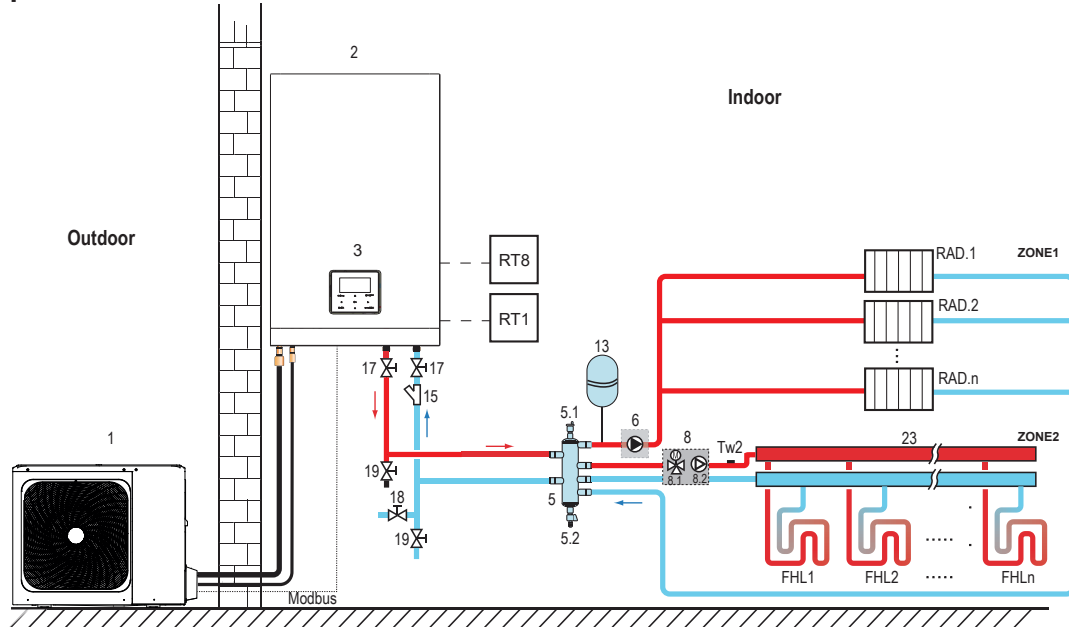 2
Indoor
Outdoor
3
RT8
RT1
RAD.1
ZONE1
RAD.2
RAD.n
17
17
15
13
5.1
6
8
Tw2
23
ZONE2
8.1
8.2
1
19
18
5
19
5.2
FHL1
FHL2
.....
FHLn
Modbus